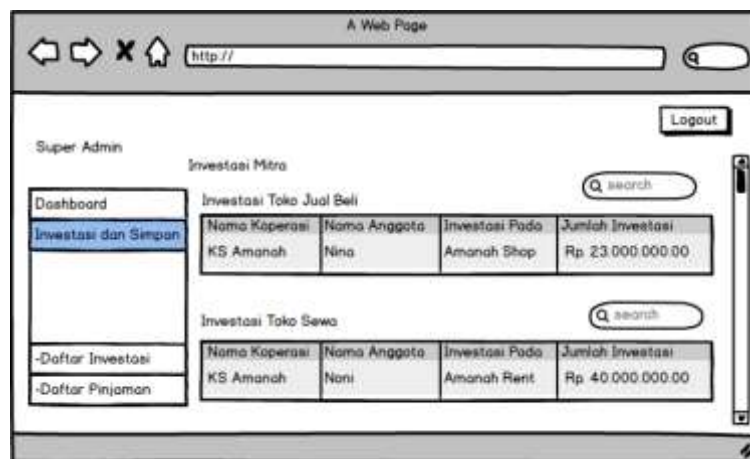 A Web Page
http://
Logout
Super Admin
Investasi Mitra
search
Dashboard
Investasi Toko Jual Beli
Investasi dan Simpan
Nama Koperasi Nama Anggota Investasi Pada Jumlah Investasi
KS Amanah Nina Amanah Shop Rp. 23.000.000.00
search
Investasi Toko Sewa
-Daftar Investasi
Nama Koperasi Nama Anggota Investasi Pada Jumlah Investasi
KS Amanah Nani Amanah Rent Rp. 40.000.000.00
-Daftar Pinjaman